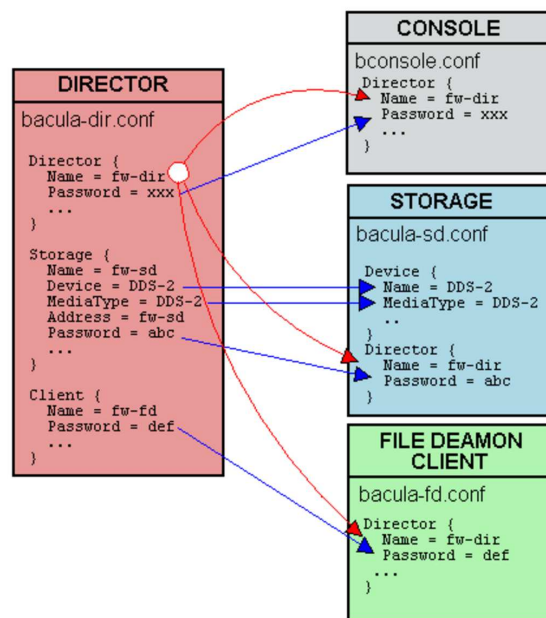 DIRECTOR
bacula-dir.conf
Director {
Name = fw-dir
Password = xxx
...
}
Storage {
Name = fw-sd
Device = DDS-2
MediaType = DDS-2
Address = fw-sd
Password = abc
...
}
Client {
Name = fw-fd
Password = def
...
}
CONSOLE
bconsole.conf
Director {
Name = fw-dir
Password = xxx
...
}
STORAGE
bacula-sd.conf
Device {
Name = DDS-2
MediaType = DDS-2
..
}
Director {
Name = fw-dir
Password = abc
}
FILE DEAMON
CLIENT
bacula-fd.conf
Director {
Name = fw-dir
Password = def
...
}